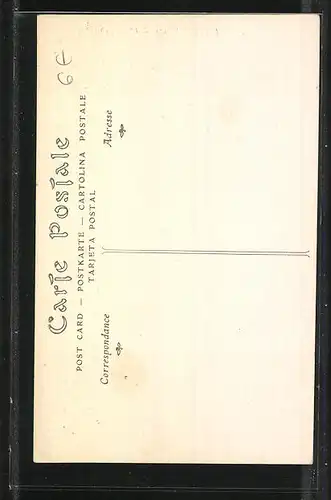 6€
Carte Postale
POST CARD — POSTKARTE — CARTOLINA POSTALE
TARJETA POSTAL
Correspondance
Adresse